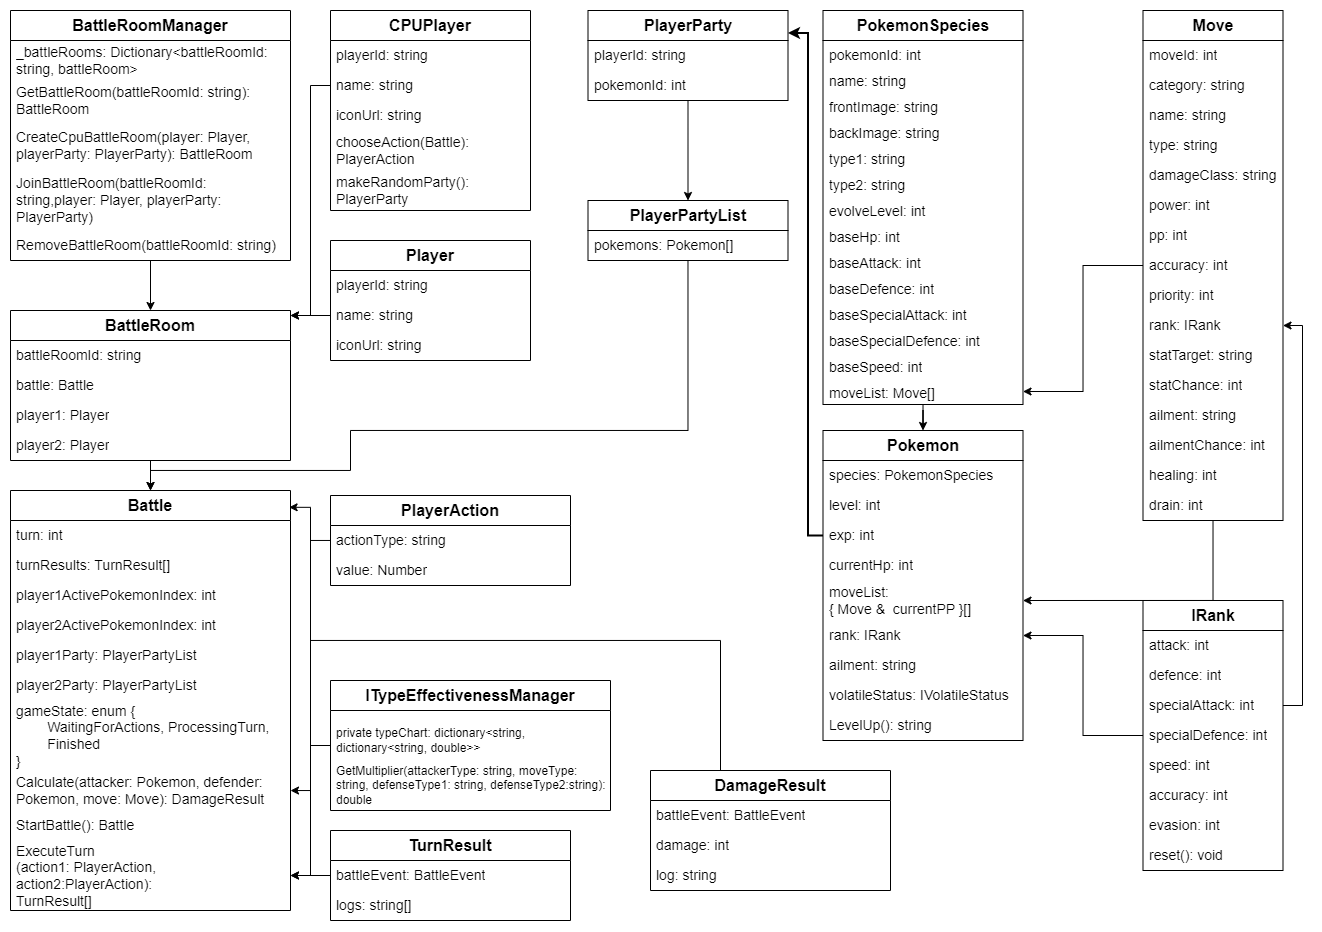 BattleRoomManager
_battleRooms: Dictionary<battleRoomId:
string, battleRoom>
GetBattleRoom(battleRoomId: string):
BattleRoom
CreateCpuBattleRoom(player: Player,
playerParty: PlayerParty): BattleRoom
JoinBattleRoom(battleRoomId:
string,player: Player, playerParty:
PlayerParty)
RemoveBattleRoom(battleRoomId: string)
CPUPlayer
playerId: string
name: string
iconUrl: string
chooseAction(Battle):
PlayerAction
makeRandomParty():
PlayerParty
Player
playerId: string
name: string
iconUrl: string
BattleRoom
battleRoomId: string
battle: Battle
player1: Player
player2: Player
PlayerParty
playerId: string
pokemonId: int
PlayerPartyList
pokemons: Pokemon[]
PokemonSpecies
pokemonId: int
name: string
frontImage: string
backImage: string
type1: string
type2: string
evolveLevel: int
baseHp: int
baseAttack: int
baseDefence: int
baseSpecialAttack: int
baseSpecialDefence: int
baseSpeed: int
moveList: Move[]
Move
moveId: int
category: string
name: string
type: string
damageClass: string
power: int
pp: int
accuracy: int
priority: int
rank: IRank
statTarget: string
statChance: int
ailment: string
ailmentChance: int
healing: int
drain: int
Battle
turn: int
turnResults: TurnResult[]
player1ActivePokemonIndex: int
player2ActivePokemonIndex: int
player1Party: PlayerPartyList
player2Party: PlayerPartyList
gameState: enum {
WaitingForActions, ProcessingTurn,
Finished
}
Calculate(attacker: Pokemon, defender:
Pokemon, move: Move): DamageResult
StartBattle(): Battle
ExecuteTurn
(action1: PlayerAction,
action2:PlayerAction):
TurnResult[]
PlayerAction
actionType: string
value: Number
ITypeEffectivenessManager
private typeChart: dictionary<string,
dictionary<string, double>>
GetMultiplier(attackerType: string, moveType:
string, defenseType1: string, defenseType2:string):
double
TurnResult
battleEvent: BattleEvent
logs: string[]
DamageResult
battleEvent: BattleEvent
damage: int
log: string
Pokemon
species: PokemonSpecies
level: int
exp: int
currentHp: int
moveList:
{ Move &  currentPP }[]
rank: IRank
ailment: string
volatileStatus: IVolatileStatus
LevelUp(): string
IRank
attack: int
defence: int
specialAttack: int
specialDefence: int
speed: int
accuracy: int
evasion: int
reset(): void